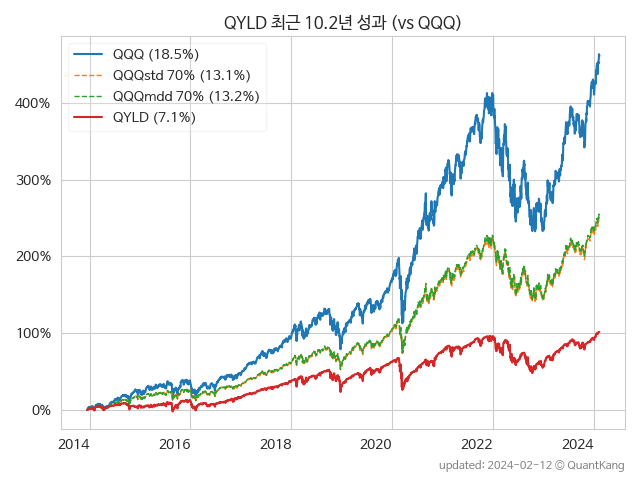 QYLD 최근 10.2년 성과 (vs QQQ)
QQQ (18.5%)
QQQstd 70% (13.1%)
QQQmdd 70% (13.2%)
QYLD (7.1%)
400%
300%
200%
100%
0%
2014 2016 2018 2020 2022 2024
updated: 2024-02-12 © QuantKang